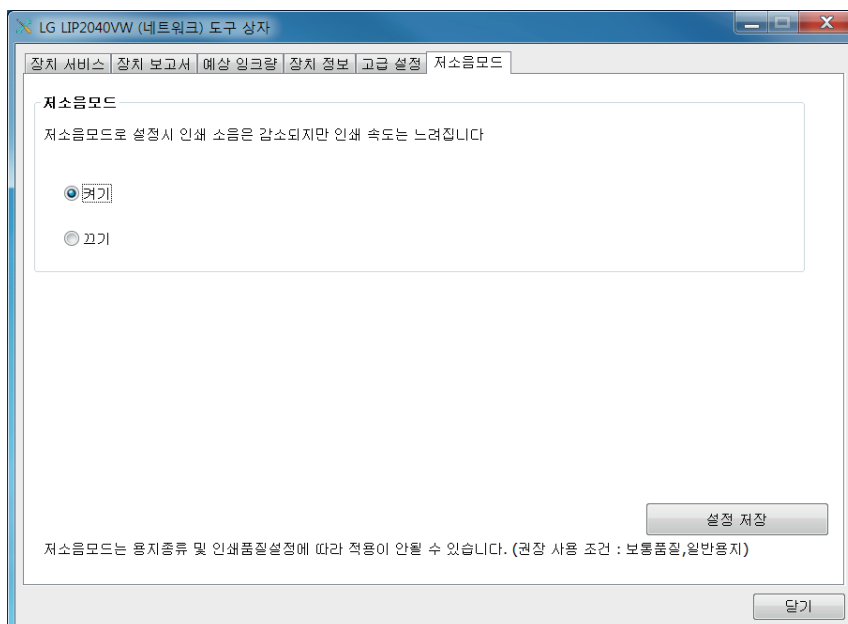 LG LIP2040VW (네트워크) 도구 상자
장치 서비스 장치 보고서 예상 잉크량 장치 정보 고급 설정 저소음모드
저소음모드
저소음모드로 설정시 인쇄 소음은 감소되지만 인쇄 속도는 느려집니다
켜기
끄기
설정 저장
저소음모드는 용지종류 및 인쇄품질설정에 따라 적용이 안될 수 있습니다. (권장 사용 조건 : 보통품질,일반용지)
닫기